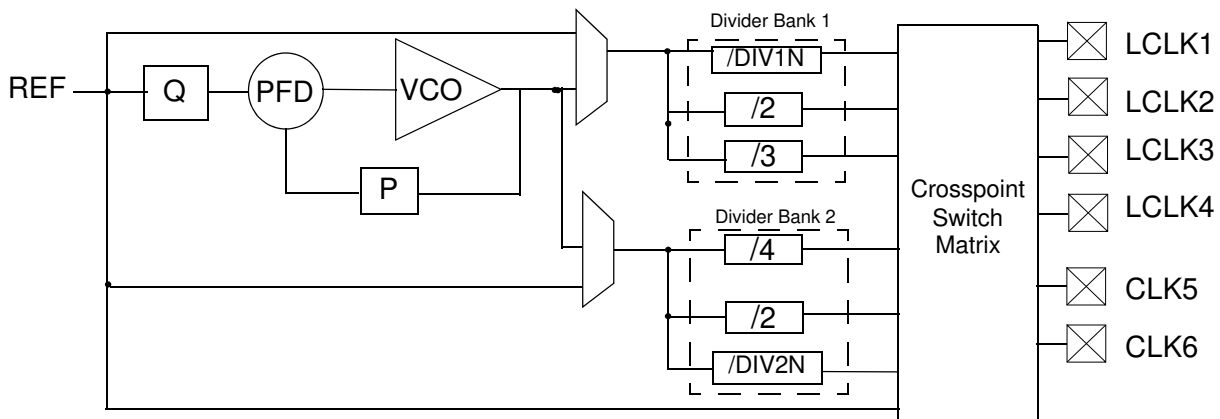 Divider Bank 1
/DIV1N
/2
/3
REF
Q
PFD
VCO
P
Divider Bank 2
/4
/2
/DIV2N
Crosspoint
Switch
Matrix
LCLK1
LCLK2
LCLK3
LCLK4
CLK5
CLK6